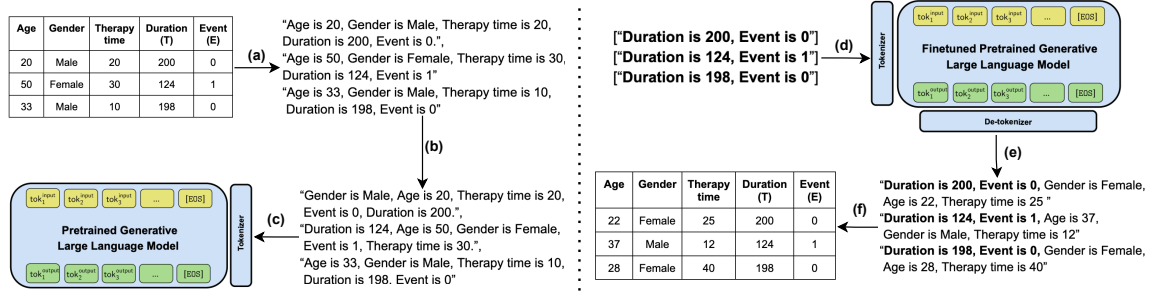 Age Gender Therapy time Duration (T) Event (E)
20 Male 20 200 0
50 Female 30 124 1
33 Male 10 198 0
(a)
“Age is 20, Gender is Male, Therapy time is 20,
Duration is 200, Event is 0.”,
“Age is 50, Gender is Female, Therapy time is 30,
Duration is 124, Event is 1”
“Age is 33, Gender is Male, Therapy time is 10,
Duration is 198, Event is 0”
(b)
“Gender is Male, Age is 20, Therapy time is 20,
Event is 0, Duration is 200.”,
“Duration is 124, Age is 50, Gender is Female,
Event is 1, Therapy time is 30.”,
“Age is 33, Gender is Male, Therapy time is 10,
Duration is 198. Event is 0”
(c)
Tokenizer
tok1input tok2input tok3input ... [EOS]
Pretrained Generative
Large Language Model
tok1output tok2output tok3output ... [EOS]
[“Duration is 200, Event is 0”]
[“Duration is 124, Event is 1”]
[“Duration is 198, Event is 0”]
(d)
Tokenizer
tok1input tok2input tok3input ... [EOS]
Finetuned Pretrained Generative
Large Language Model
tok1output tok2output tok3output ... [EOS]
De-tokenizer
(e)
“Duration is 200, Event is 0, Gender is Female,
Age is 22, Therapy time is 25 ”
“Duration is 124, Event is 1, Age is 37,
Gender is Male, Therapy time is 12”
“Duration is 198, Event is 0, Gender is Female,
Age is 28, Therapy time is 40”
(f)
Age Gender Therapy time Duration (T) Event (E)
22 Female 25 200 0
37 Male 12 124 1
28 Female 40 198 0